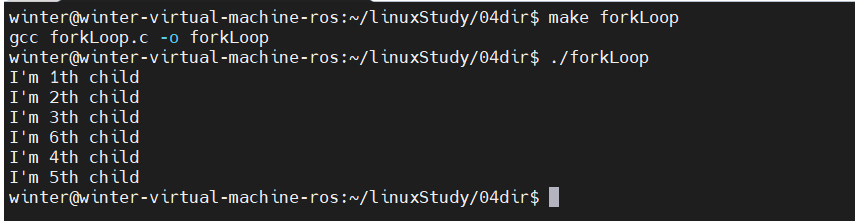 winter@winter-virtual-machine-ros:~/linuxStudy/04dir$ make forkLoop
gcc forkLoop.c -o forkLoop
winter@winter-virtual-machine-ros:~/linuxStudy/04dir$ ./forkLoop
I'm 1th child
I'm 2th child
I'm 3th child
I'm 6th child
I'm 4th child
I'm 5th child
winter@winter-virtual-machine-ros:~/linuxStudy/04dir$